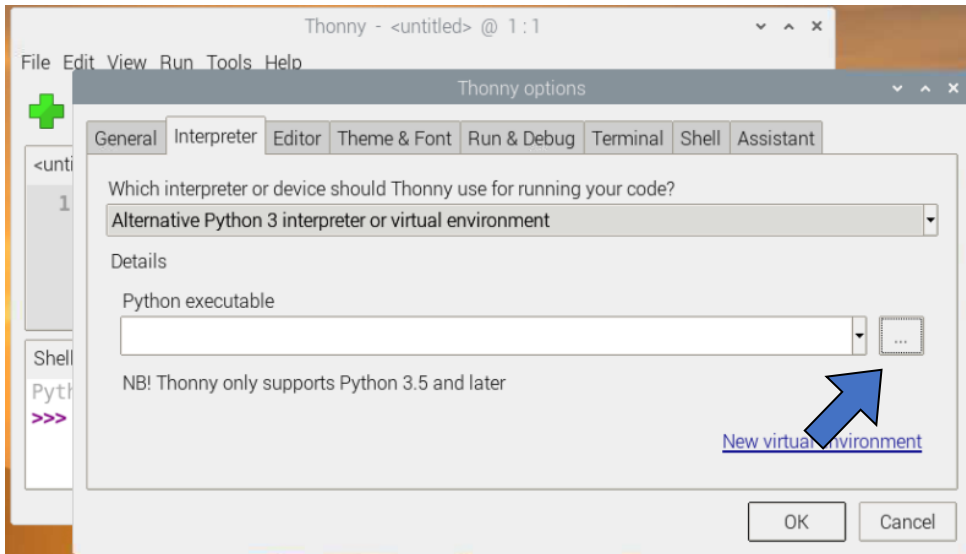 Thonny - <untitled> @ 1:1
File Edit View Run Tools Help
Thonny options
General Interpreter Editor Theme & Font Run & Debug Terminal Shell Assistant
<unti
Which interpreter or device should Thonny use for running your code?
1
Alternative Python 3 interpreter or virtual environment
Details
Python executable
...
Shell
NB! Thonny only supports Python 3.5 and later
Pyth
>>>
New virtual environment
OK Cancel